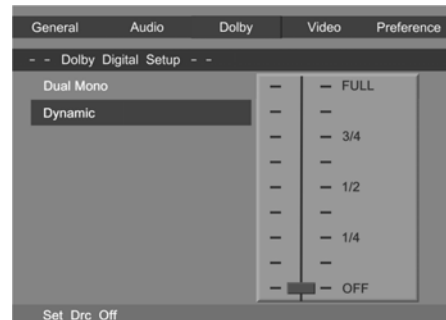 General Audio Dolby Video Preference
- - Dolby Digital Setup - -
Dual Mono
Dynamic
FULL
3/4
1/2
1/4
OFF
Set Drc Off